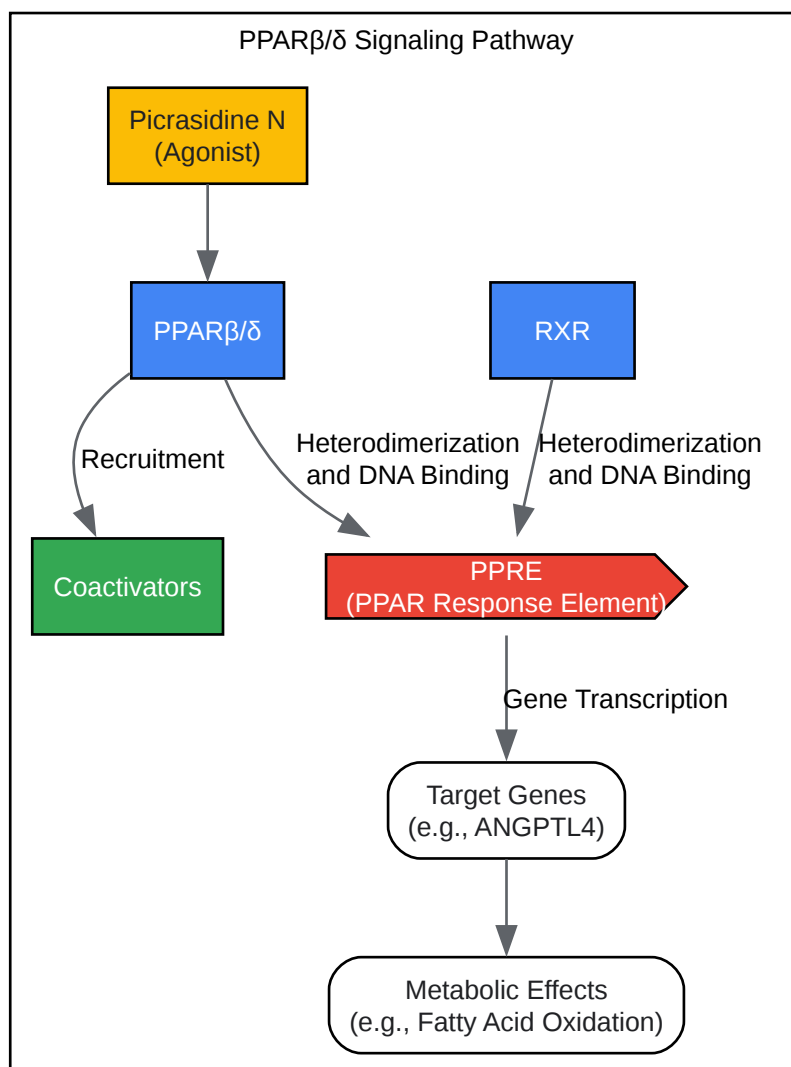 PPARβ/δ Signaling Pathway
Picrasidine N
(Agonist)
PPARβ/δ
RXR
Recruitment
Heterodimerization
and DNA Binding
Heterodimerization
and DNA Binding
Coactivators
PPRE
(PPAR Response Element)
Gene Transcription
Target Genes
(e.g., ANGPTL4)
Metabolic Effects
(e.g., Fatty Acid Oxidation)